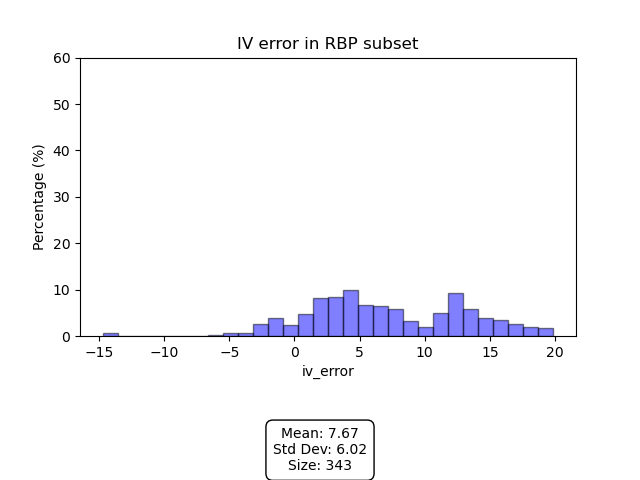 IV error in RBP subset
60
50
40
30
20
10
0
Percentage (%)
−15
−10
−5
0
5
10
15
20
iv_error
Mean: 7.67
Std Dev: 6.02
Size: 343